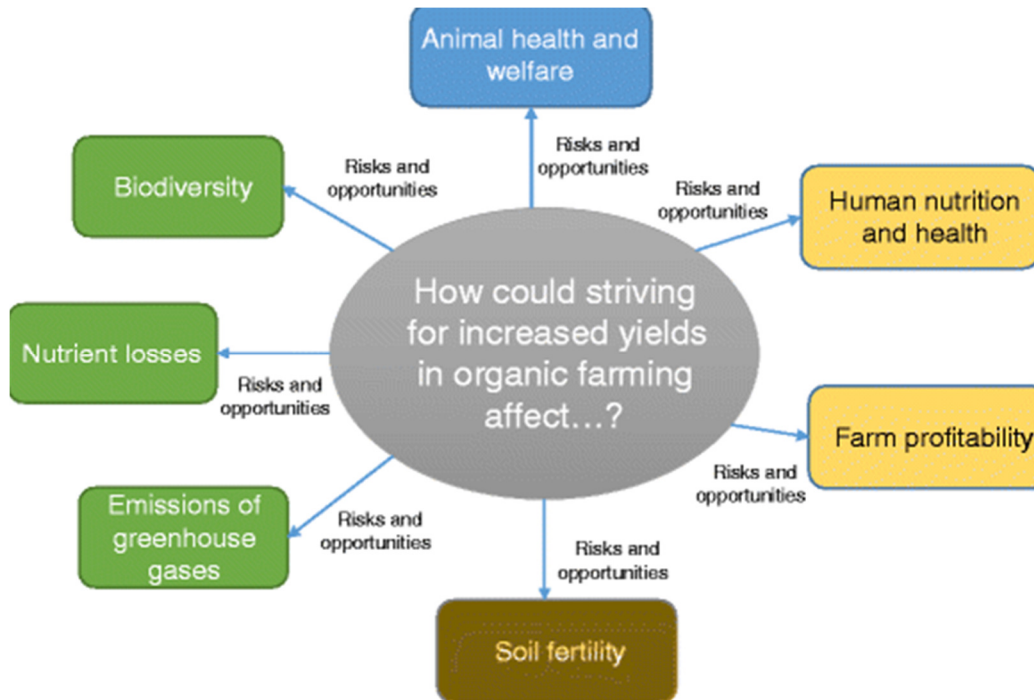 Animal health and
welfare
Risks and
opportunities
Biodiversity
Risks and
opportunities
Risks and
opportunities
Human nutrition
and health
How could striving
for increased yields
in organic farming
affect...?
Nutrient losses
Risks and
opportunities
Farm profitability
Risks and
opportunities
Emissions of
greenhouse
gases
Risks and
opportunities
Risks and
opportunities
Soil fertility